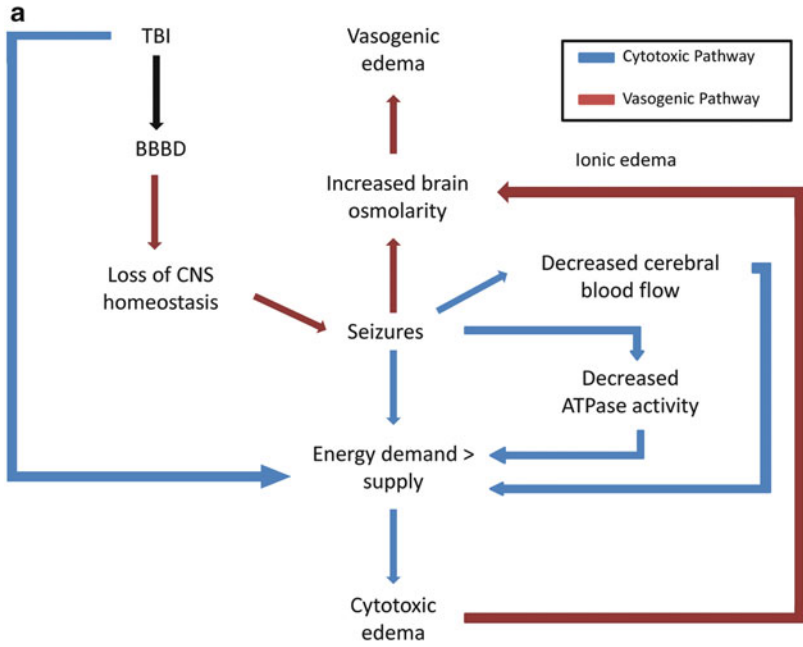 a
TBI
Vasogenic
edema
Cytotoxic Pathway
Vasogenic Pathway
BBBD
Ionic edema
Increased brain
osmolarity
Loss of CNS
homeostasis
Decreased cerebral
blood flow
Seizures
Decreased
ATPase activity
Energy demand >
supply
Cytotoxic
edema